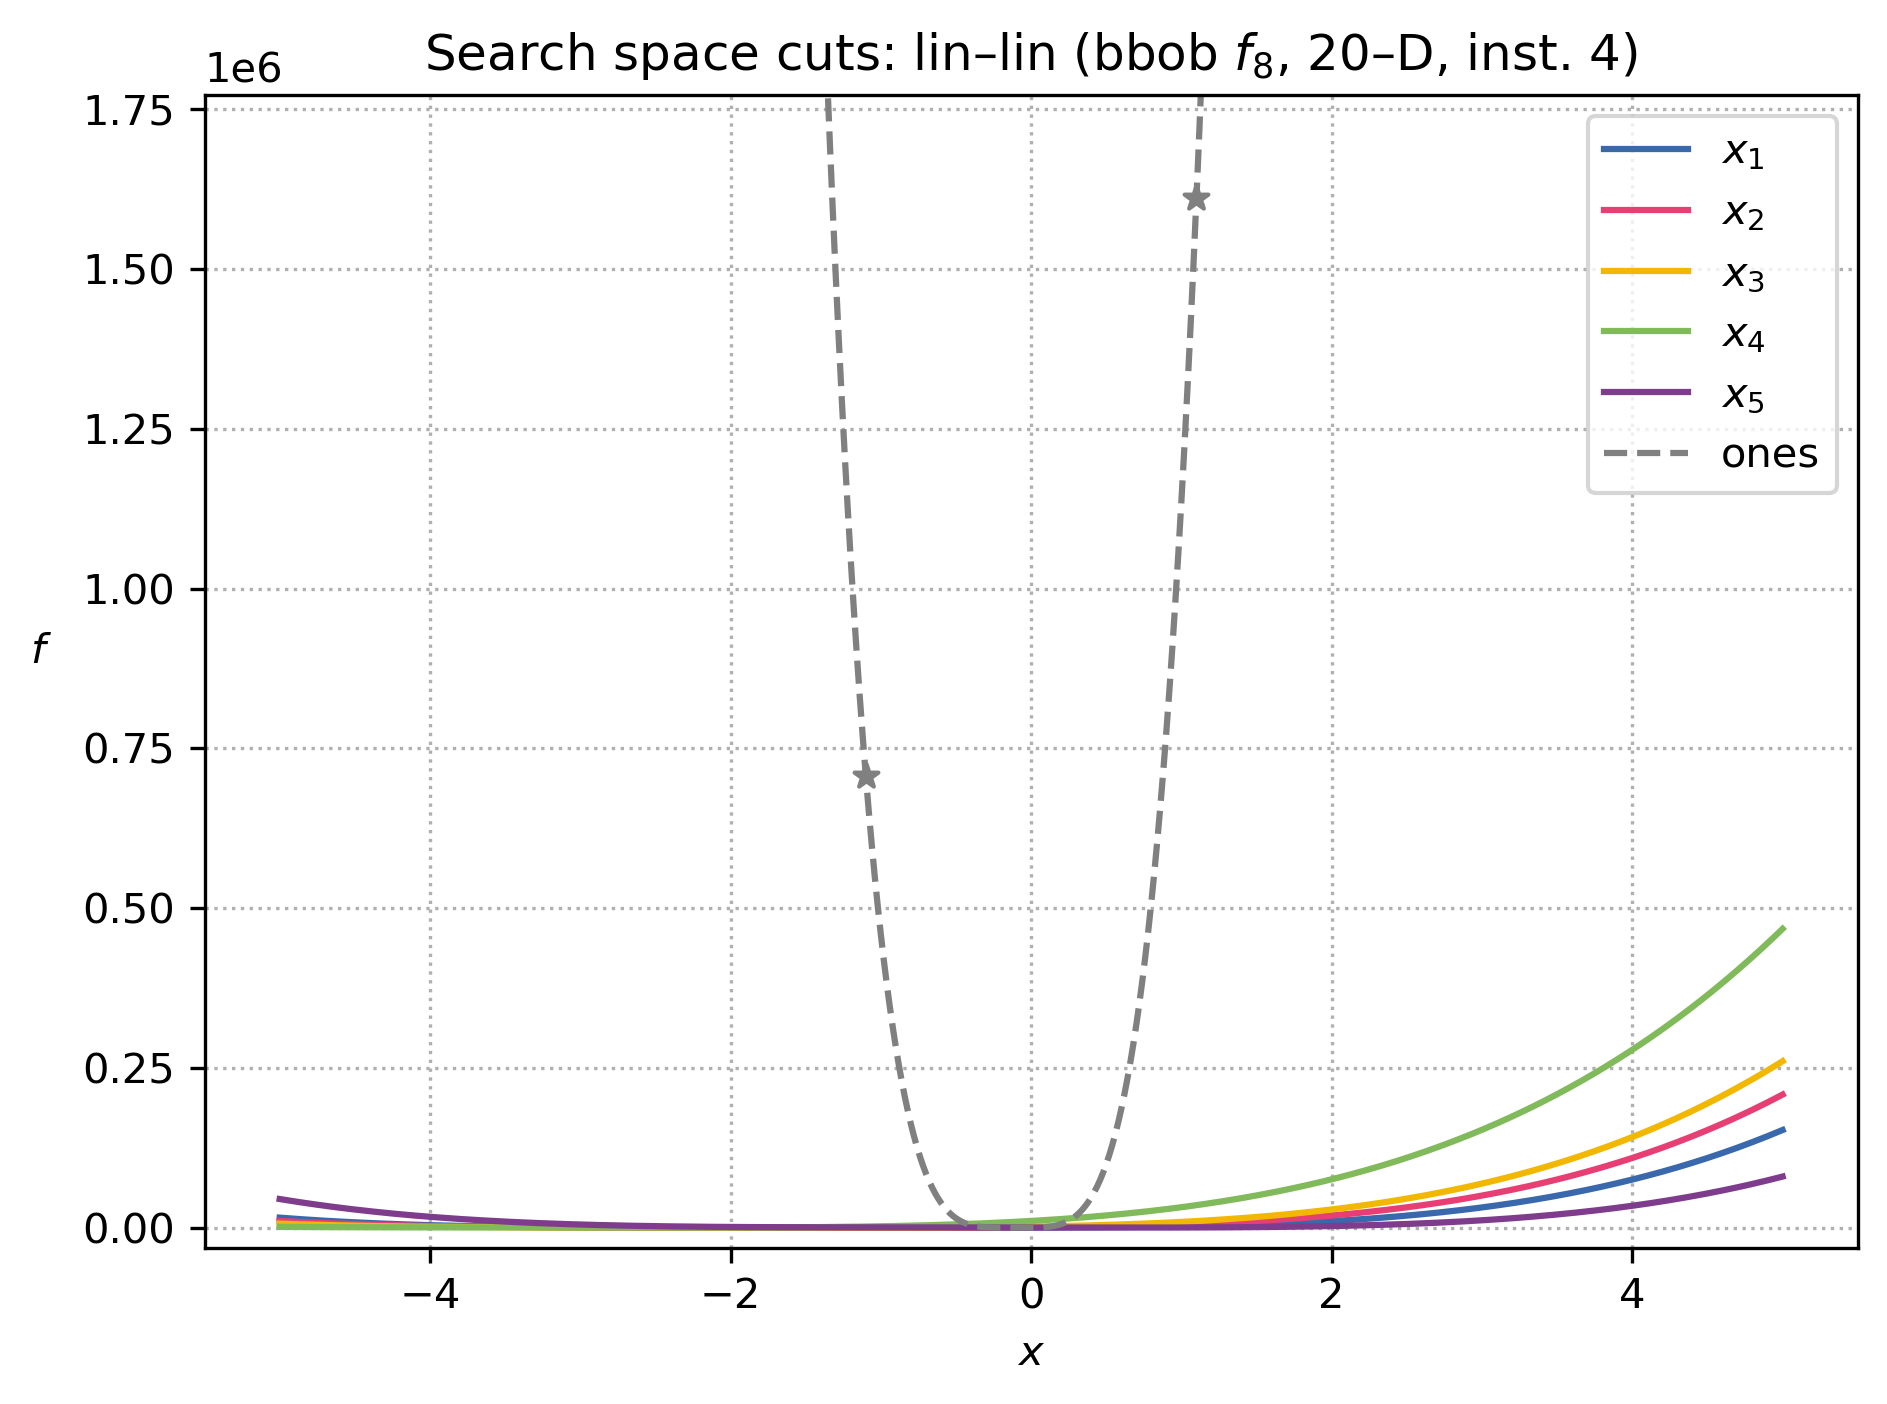 Search space cuts: lin–lin (bbob f₈, 20–D, inst. 4)
1e6
1.75
1.50
1.25
1.00
0.75
0.50
0.25
0.00
f
−4
−2
0
2
4
x
x₁
x₂
x₃
x₄
x₅
ones